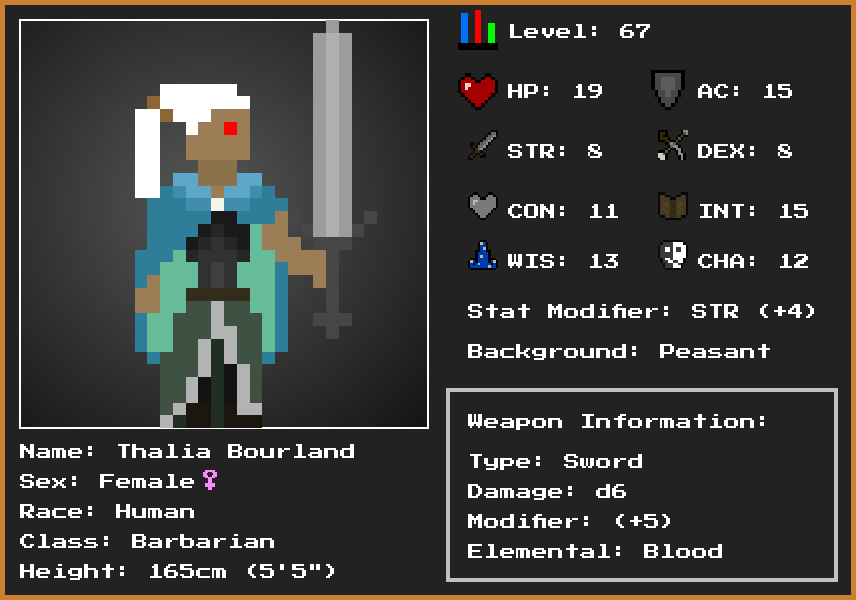 Level: 67
HP: 19 AC: 15
STR: 8 DEX: 8
CON: 11 INT: 15
WIS: 13 CHA: 12
Stat Modifier: STR (+4)
Background: Peasant
Weapon Information:
Type: Sword
Damage: d6
Modifier: (+5)
Elemental: Blood
Name: Thalia Bourland
Sex: Female♀
Race: Human
Class: Barbarian
Height: 165cm (5'5")